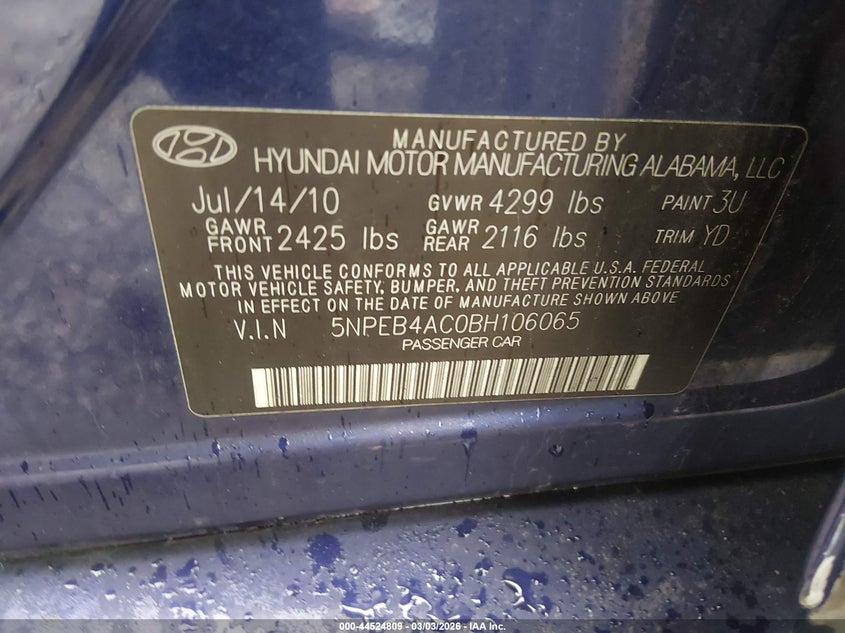 MANUFACTURED BY
HYUNDAI MOTOR MANUFACTURING ALABAMA, LLC
Jul/14/10 GVWR 4299 lbs PAINT 3U
GAWR FRONT 2425 lbs GAWR REAR 2116 lbs TRIM YD
THIS VEHICLE CONFORMS TO ALL APPLICABLE U.S.A. FEDERAL
MOTOR VEHICLE SAFETY, BUMPER, AND THEFT PREVENTION STANDARDS
IN EFFECT ON THE DATE OF MANUFACTURE SHOWN ABOVE
V.I.N 5NPEB4AC0BH106065
PASSENGER CAR
000-44524809 - 03/03/2026 - IAA Inc.